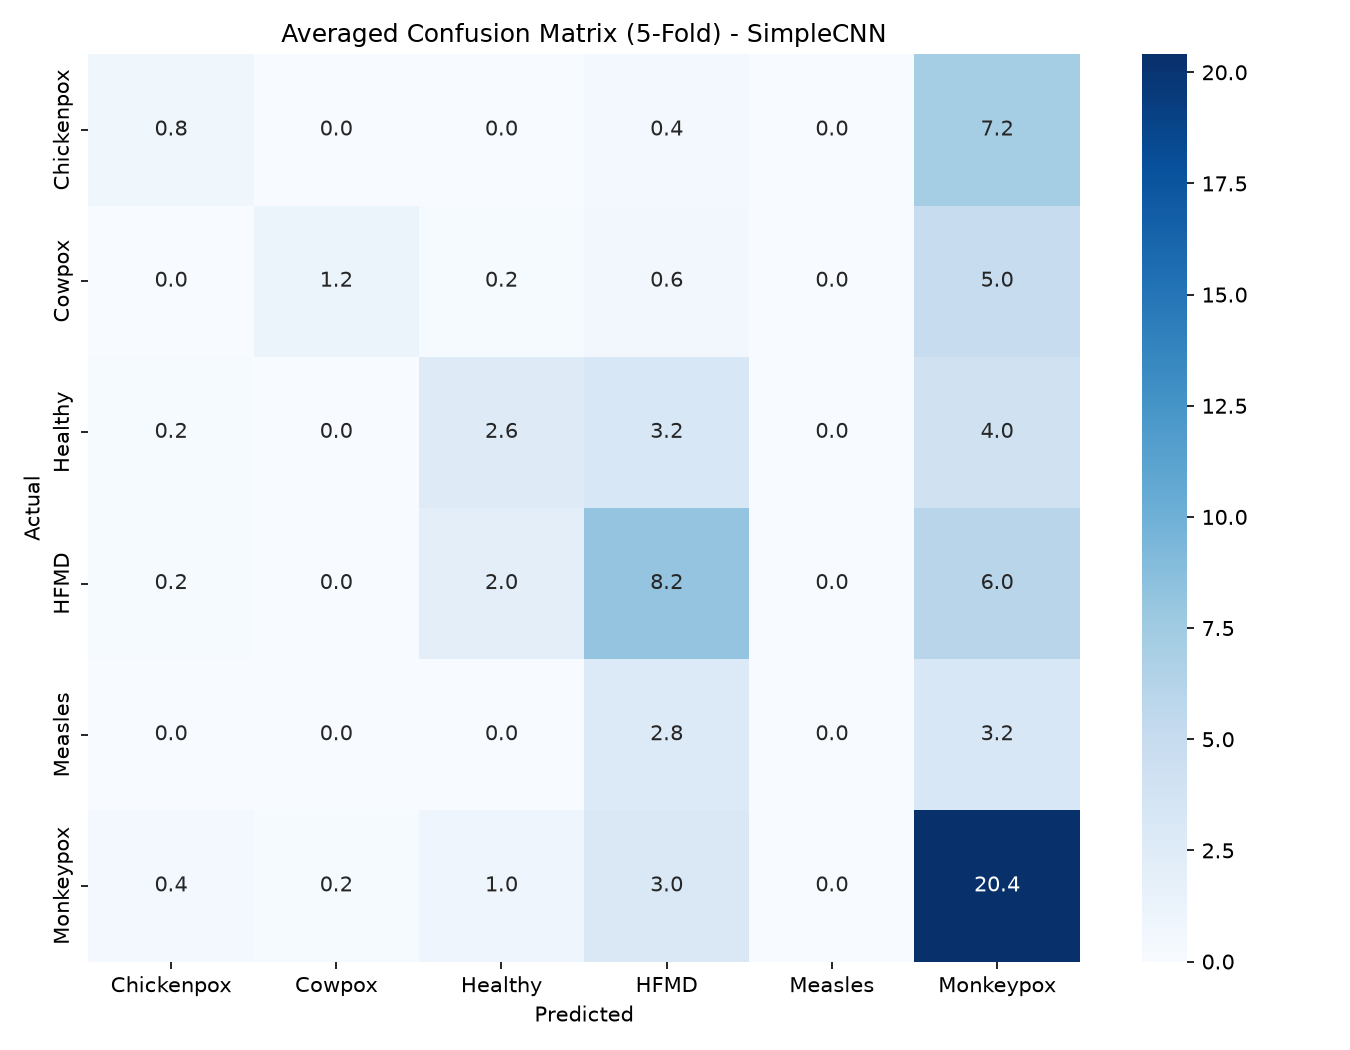 Averaged Confusion Matrix (5-Fold) - SimpleCNN
Chickenpox 0.8 0.0 0.0 0.4 0.0 7.2
Cowpox 0.0 1.2 0.2 0.6 0.0 5.0
Healthy 0.2 0.0 2.6 3.2 0.0 4.0
HFMD 0.2 0.0 2.0 8.2 0.0 6.0
Measles 0.0 0.0 0.0 2.8 0.0 3.2
Monkeypox 0.4 0.2 1.0 3.0 0.0 20.4
Actual
Chickenpox Cowpox Healthy HFMD Measles Monkeypox
Predicted
20.0
17.5
15.0
12.5
10.0
7.5
5.0
2.5
0.0